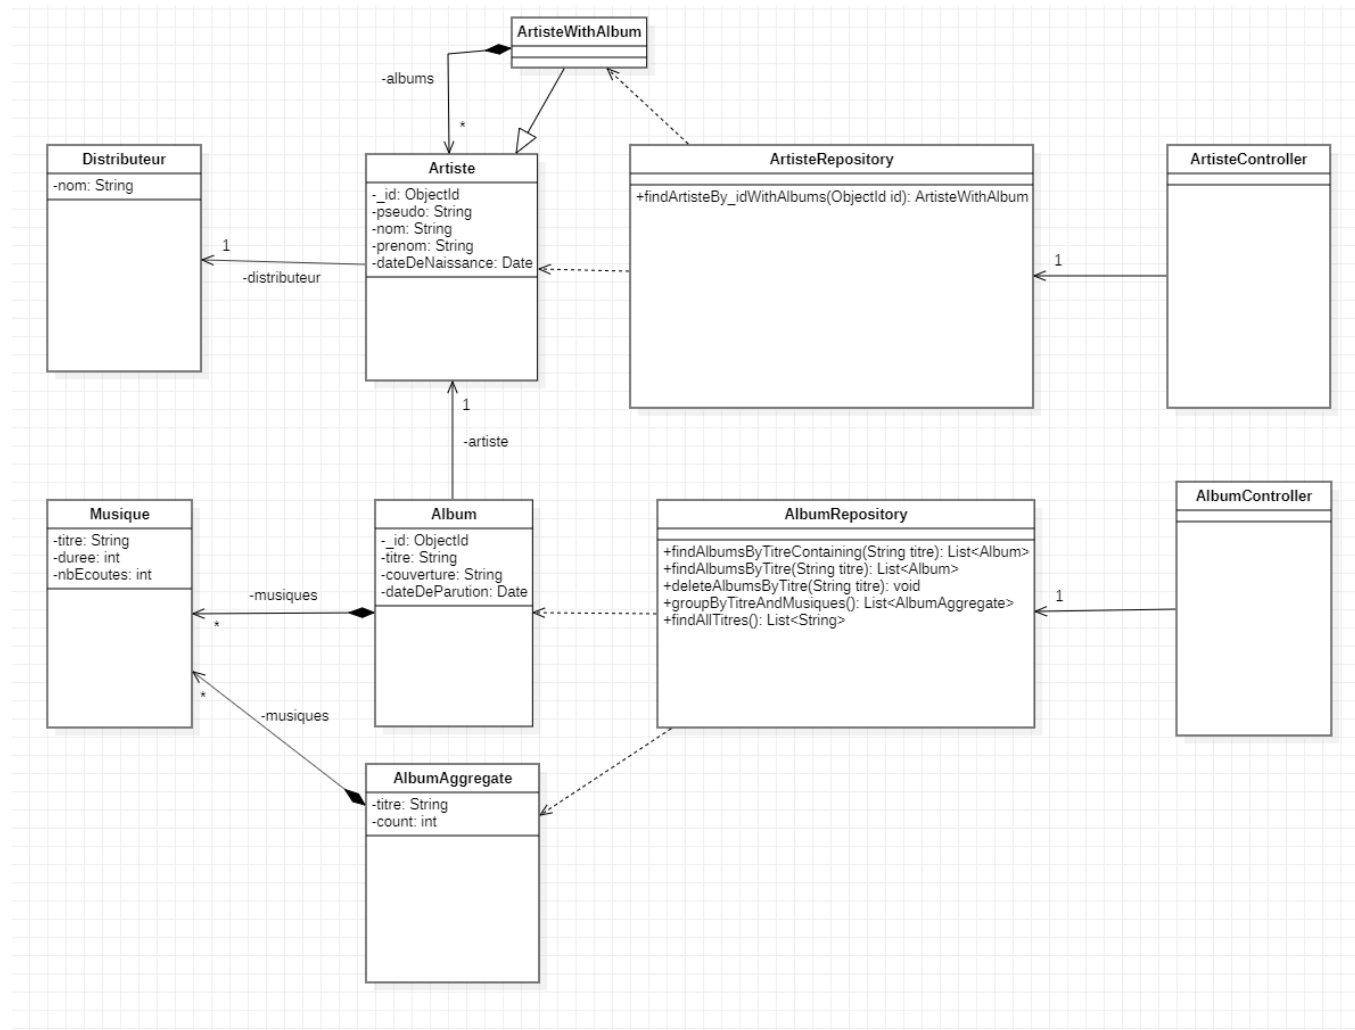 ArtisteWithAlbum
-albums
*
Distributeur
-nom: String
Artiste
-_id: ObjectId
-pseudo: String
-nom: String
-prenom: String
-dateDeNaissance: Date
ArtisteRepository
+findArtisteBy_idWithAlbums(ObjectId id): ArtisteWithAlbum
ArtisteController
1
-distributeur
1
1
-artiste
Musique
-titre: String
-duree: int
-nbEcoutes: int
Album
-_id: ObjectId
-titre: String
-couverture: String
-dateDeParution: Date
AlbumRepository
+findAlbumsByTitreContaining(String titre): List<Album>
+findAlbumsByTitre(String titre): List<Album>
+deleteAlbumsByTitre(String titre): void
+groupByTitreAndMusiques(): List<AlbumAggregate>
+findAllTitres(): List<String>
AlbumController
-musiques
*
1
*
-musiques
AlbumAggregate
-titre: String
-count: int